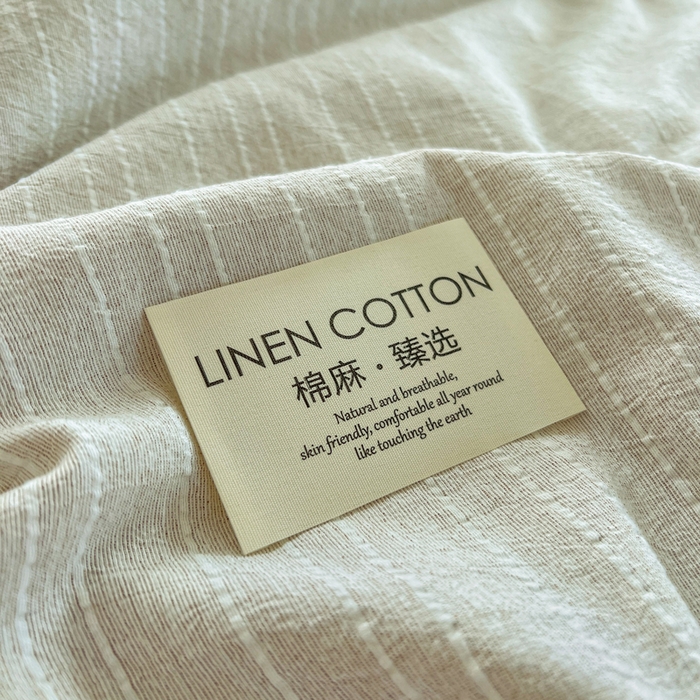 LINEN COTTON
棉麻·臻选
Natural and breathable,
skin friendly, comfortable all year round
like touching the earth